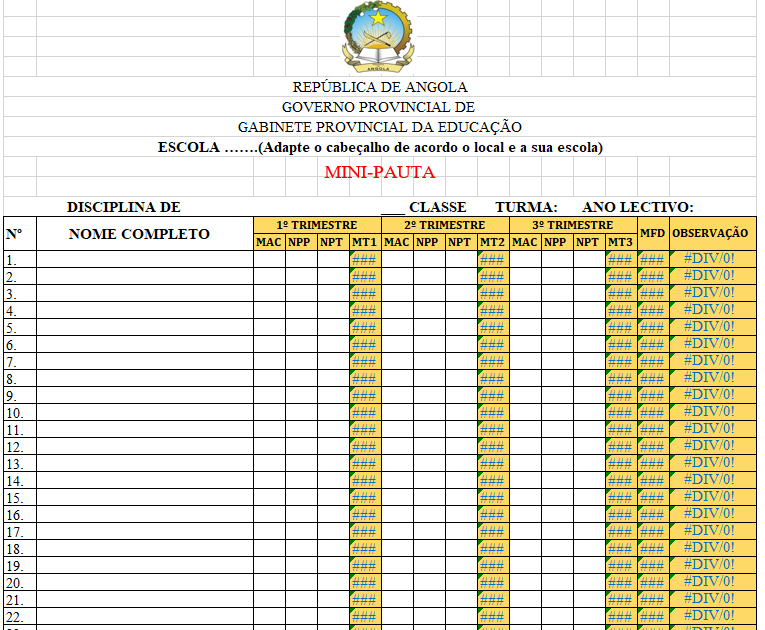 ANGOLA
REPÚBLICA DE ANGOLA
GOVERNO PROVINCIAL DE
GABINETE PROVINCIAL DA EDUCAÇÃO
ESCOLA …….(Adapte o cabeçalho de acordo o local e a sua escola)
MINI-PAUTA
DISCIPLINA DE ___ CLASSE TURMA: ANO LECTIVO:
Nº NOME COMPLETO 1º TRIMESTRE 2º TRIMESTRE 3º TRIMESTRE MFD OBSERVAÇÃO
MAC NPP NPT MT1 MAC NPP NPT MT2 MAC NPP NPT MT3
1. ### ### ### ### #DIV/0!
2. ### ### ### ### #DIV/0!
3. ### ### ### ### #DIV/0!
4. ### ### ### ### #DIV/0!
5. ### ### ### ### #DIV/0!
6. ### ### ### ### #DIV/0!
7. ### ### ### ### #DIV/0!
8. ### ### ### ### #DIV/0!
9. ### ### ### ### #DIV/0!
10. ### ### ### ### #DIV/0!
11. ### ### ### ### #DIV/0!
12. ### ### ### ### #DIV/0!
13. ### ### ### ### #DIV/0!
14. ### ### ### ### #DIV/0!
15. ### ### ### ### #DIV/0!
16. ### ### ### ### #DIV/0!
17. ### ### ### ### #DIV/0!
18. ### ### ### ### #DIV/0!
19. ### ### ### ### #DIV/0!
20. ### ### ### ### #DIV/0!
21. ### ### ### ### #DIV/0!
22. ### ### ### ### #DIV/0!